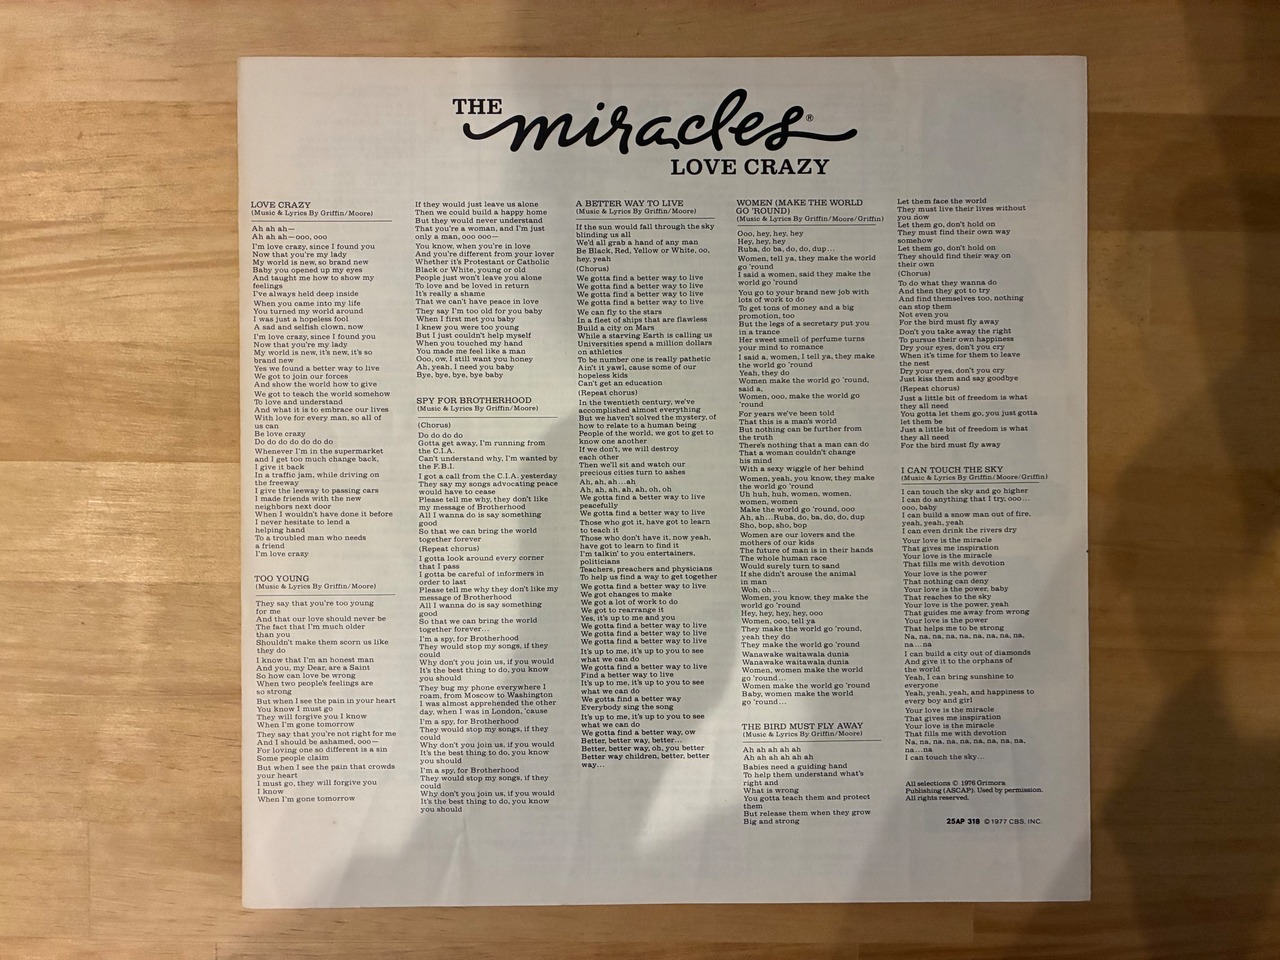 THE miracles®
LOVE CRAZY
LOVE CRAZY
(Music & Lyrics By Griffin/Moore)
Ah ah ah—
Ah ah ah—ooo, ooo
I'm love crazy, since I found you
Now that you're my lady
My world is new, so brand new
Baby you opened up my eyes
And taught me how to show my
feelings
I've always held deep inside
When you came into my life
You turned my world around
I was just a hopeless fool
A sad and selfish clown, now
I'm love crazy, since I found you
Now that you're my lady
My world is new, it's new, it's so
brand new
Yes we found a better way to live
We got to join our forces
And show the world how to give
We got to teach the world somehow
To love and understand
And what it is to embrace our lives
With love for every man, so all of
us can
Be love crazy
Do do do do do do do
Whenever I'm in the supermarket
and I get too much change back,
I give it back
In a traffic jam, while driving on
the freeway
I give the leeway to passing cars
I made friends with the new
neighbors next door
When I wouldn't have done it before
I never hesitate to lend a
helping hand
To a troubled man who needs
a friend
I'm love crazy
TOO YOUNG
(Music & Lyrics By Griffin/Moore)
They say that you're too young
for me
And that our love should never be
The fact that I'm much older
than you
Shouldn't make them scorn us like
they do
I know that I'm an honest man
And you, my Dear, are a Saint
So how can love be wrong
When two people's feelings are
so strong
But when I see the pain in your heart
You know I must go
They will forgive you I know
When I'm gone tomorrow
They say that you're not right for me
And I should be ashamed, ooo—
For loving one so different is a sin
Some people claim
But when I see the pain that crowds
your heart
I must go, they will forgive you
I know
When I'm gone tomorrow
If they would just leave us alone
Then we could build a happy home
But they would never understand
That you're a woman, and I'm just
only a man, ooo ooo—
You know, when you're in love
And you're different from your lover
Whether it's Protestant or Catholic
Black or White, young or old
People just won't leave you alone
To love and be loved in return
It's really a shame
That we can't have peace in love
They say I'm too old for you baby
When I first met you baby
I knew you were too young
But I just couldn't help myself
When you touched my hand
You made me feel like a man
Ooo, ow, I still want you honey
Ah, yeah, I need you baby
Bye, bye, bye, bye baby
SPY FOR BROTHERHOOD
(Music & Lyrics By Griffin/Moore)
(Chorus)
Do do do do
Gotta get away, I'm running from
the C.I.A.
Can't understand why, I'm wanted by
the F.B.I.
I got a call from the C.I.A. yesterday
They say my songs advocating peace
would have to cease
Please tell me why, they don't like
my message of Brotherhood
All I wanna do is say something
good
So that we can bring the world
together forever
(Repeat chorus)
I gotta look around every corner
that I pass
I gotta be careful of informers in
order to last
Please tell me why they don't like my
message of Brotherhood
All I wanna do is say something
good
So that we can bring the world
together forever...
I'm a spy, for Brotherhood
They would stop my songs, if they
could
Why don't you join us, if you would
It's the best thing to do, you know
you should
They bug my phone everywhere I
roam, from Moscow to Washington
I was almost apprehended the other
day, when I was in London, 'cause
I'm a spy, for Brotherhood
They would stop my songs, if they
could
Why don't you join us, if you would
It's the best thing to do, you know
you should
I'm a spy, for Brotherhood
They would stop my songs, if they
could
Why don't you join us, if you would
It's the best thing to do, you know
you should
A BETTER WAY TO LIVE
(Music & Lyrics By Griffin/Moore)
If the sun would fall through the sky
blinding us all
We'd all grab a hand of any man
Be Black, Red, Yellow or White, oo,
hey, yeah
(Chorus)
We gotta find a better way to live
We gotta find a better way to live
We gotta find a better way to live
We gotta find a better way to live
We can fly to the stars
In a fleet of ships that are flawless
Build a city on Mars
While a starving Earth is calling us
Universities spend a million dollars
on athletics
To be number one is really pathetic
Ain't it yawl, cause some of our
hopeless kids
Can't get an education
(Repeat chorus)
In the twentieth century, we've
accomplished almost everything
But we haven't solved the mystery, of
how to relate to a human being
People of the world, we got to get to
know one another
If we don't, we will destroy
each other
Then we'll sit and watch our
precious cities turn to ashes
Ah, ah, ah...ah
Ah, ah, ah, ah, ah, oh, oh
We gotta find a better way to live
peacefully
We gotta find a better way to live
Those who got it, have got to learn
to teach it
Those who don't have it, now yeah,
have got to learn to find it
I'm talkin' to you entertainers,
politicians
Teachers, preachers and physicians
To help us find a way to get together
We gotta find a better way to live
We got changes to make
We got a lot of work to do
We got to rearrange it
Yes, it's up to me and you
We gotta find a better way to live
We gotta find a better way to live
We gotta find a better way to live
It's up to me, it's up to you to see
what we can do
We gotta find a better way to live
Find a better way to live
It's up to me, it's up to you to see
what we can do
We gotta find a better way
Everybody sing the song
It's up to me, it's up to you to see
what we can do
We gotta find a better way, ow
Better, better way, better...
Better, better way, oh, you better
Better way children, better, better
way...
WOMEN (MAKE THE WORLD
GO 'ROUND)
(Music & Lyrics By Griffin/Moore/Griffin)
Ooo, hey, hey, hey
Hey, hey, hey
Ruba, do ba, do, do, dup...
Women, tell ya, they make the world
go 'round
I said a women, said they make the
world go 'round
You go to your brand new job with
lots of work to do
To get tons of money and a big
promotion, too
But the legs of a secretary put you
in a trance
Her sweet smell of perfume turns
your mind to romance
I said a, women, I tell ya, they make
the world go 'round
Yeah, they do
Women make the world go 'round,
said a,
Women, ooo, make the world go
'round
For years we've been told
That this is a man's world
But nothing can be further from
the truth
There's nothing that a man can do
That a woman couldn't change
his mind
With a sexy wiggle of her behind
Women, yeah, you know, they make
the world go 'round
Uh huh, huh, women, women,
women, women
Make the world go 'round, ooo
Ah, ah...Ruba, do, ba, do, do, dup
Sho, bop, sho, bop
Women are our lovers and the
mothers of our kids
The future of man is in their hands
The whole human race
Would surely turn to sand
If she didn't arouse the animal
in man
Woh, oh...
Women, you know, they make the
world go 'round
Hey, hey, hey, hey, ooo
Women, ooo, tell ya
They make the world go 'round,
yeah they do
They make the world go 'round
Wanawake waitawala dunia
Wanawake waitawala dunia
Women, women make the world
go 'round...
Women make the world go 'round
Baby, women make the world
go 'round...
THE BIRD MUST FLY AWAY
(Music & Lyrics By Griffin/Moore)
Ah ah ah ah ah
Ah ah ah ah ah ah
Babies need a guiding hand
To help them understand what's
right and
What is wrong
You gotta teach them and protect
them
But release them when they grow
Big and strong
Let them face the world
They must live their lives without
you now
Let them go, don't hold on
They must find their own way
somehow
Let them go, don't hold on
They should find their way on
their own
(Chorus)
To do what they wanna do
And then they got to try
And find themselves too, nothing
can stop them
Not even you
For the bird must fly away
Don't you take away the right
To pursue their own happiness
Dry your eyes, don't you cry
When it's time for them to leave
the nest
Dry your eyes, don't you cry
Just kiss them and say goodbye
(Repeat chorus)
Just a little bit of freedom is what
they all need
You gotta let them go, you just gotta
let them be
Just a little bit of freedom is what
they all need
For the bird must fly away
I CAN TOUCH THE SKY
(Music & Lyrics By Griffin/Moore/Griffin)
I can touch the sky and go higher
I can do anything that I try, ooo...
ooo, baby
I can build a snow man out of fire,
yeah, yeah, yeah
I can even drink the rivers dry
Your love is the miracle
That gives me inspiration
Your love is the miracle
That fills me with devotion
Your love is the power
That nothing can deny
Your love is the power, baby
That reaches to the sky
Your love is the power, yeah
That guides me away from wrong
Your love is the power
That helps me to be strong
Na, na, na, na, na, na, na, na,
na...na
I can build a city out of diamonds
And give it to the orphans of
the world
Yeah, I can bring sunshine to
everyone
Yeah, yeah, yeah, and happiness to
every boy and girl
Your love is the miracle
That gives me inspiration
Your love is the miracle
That fills me with devotion
Na, na, na, na, na, na, na, na,
na...na
I can touch the sky...
All selections © 1976 Grimora
Publishing (ASCAP). Used by permission.
All rights reserved.
25AP 318 © 1977 CBS, INC.